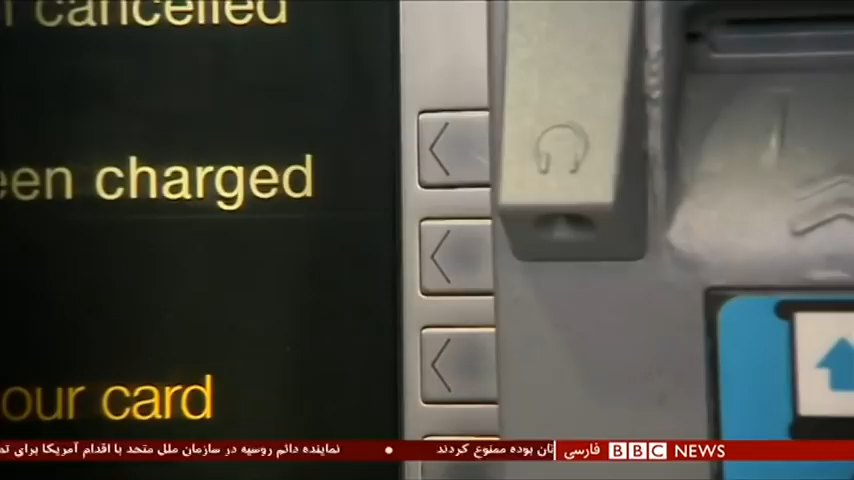 cancelled
een charged
our card
نماینده دائم روسیه در سازمان ملل متحد با اقدام آمریکا برای • بوده ممنوع کردند
فارسی BBC NEWS